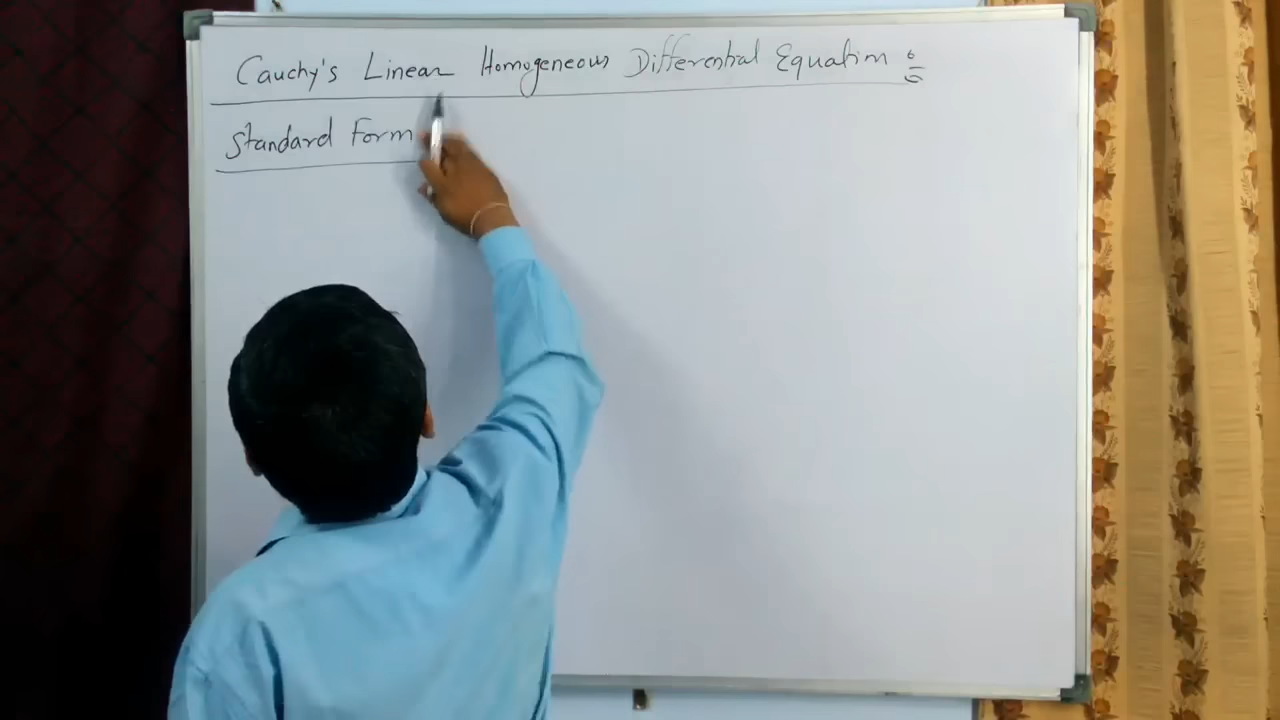 Cauchy's Linear Homogeneous Differential Equation :-
Standard Form